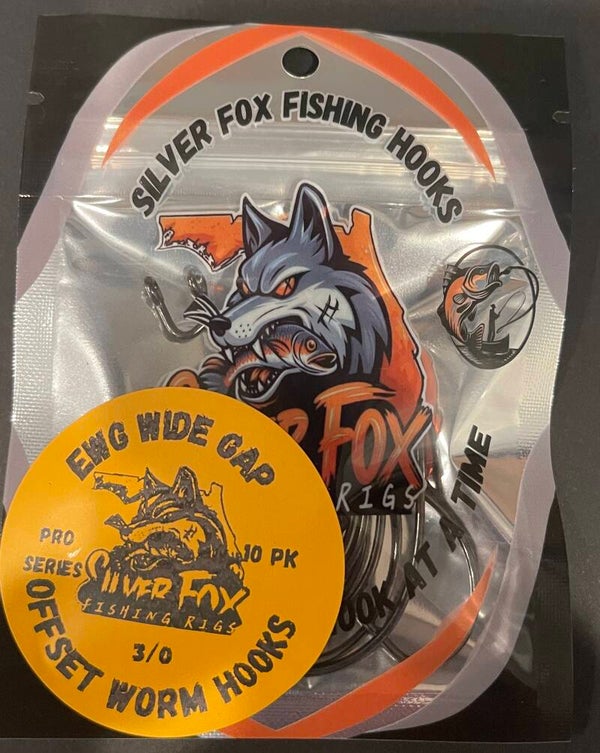 SILVER FOX FISHING HOOKS
FOX
RIGS
AT A TIME
EWG WIDE GAP
PRO
SERIES
10 PK
SILVER FOX
FISHING RIGS
3/0
OFFSET WORM HOOKS